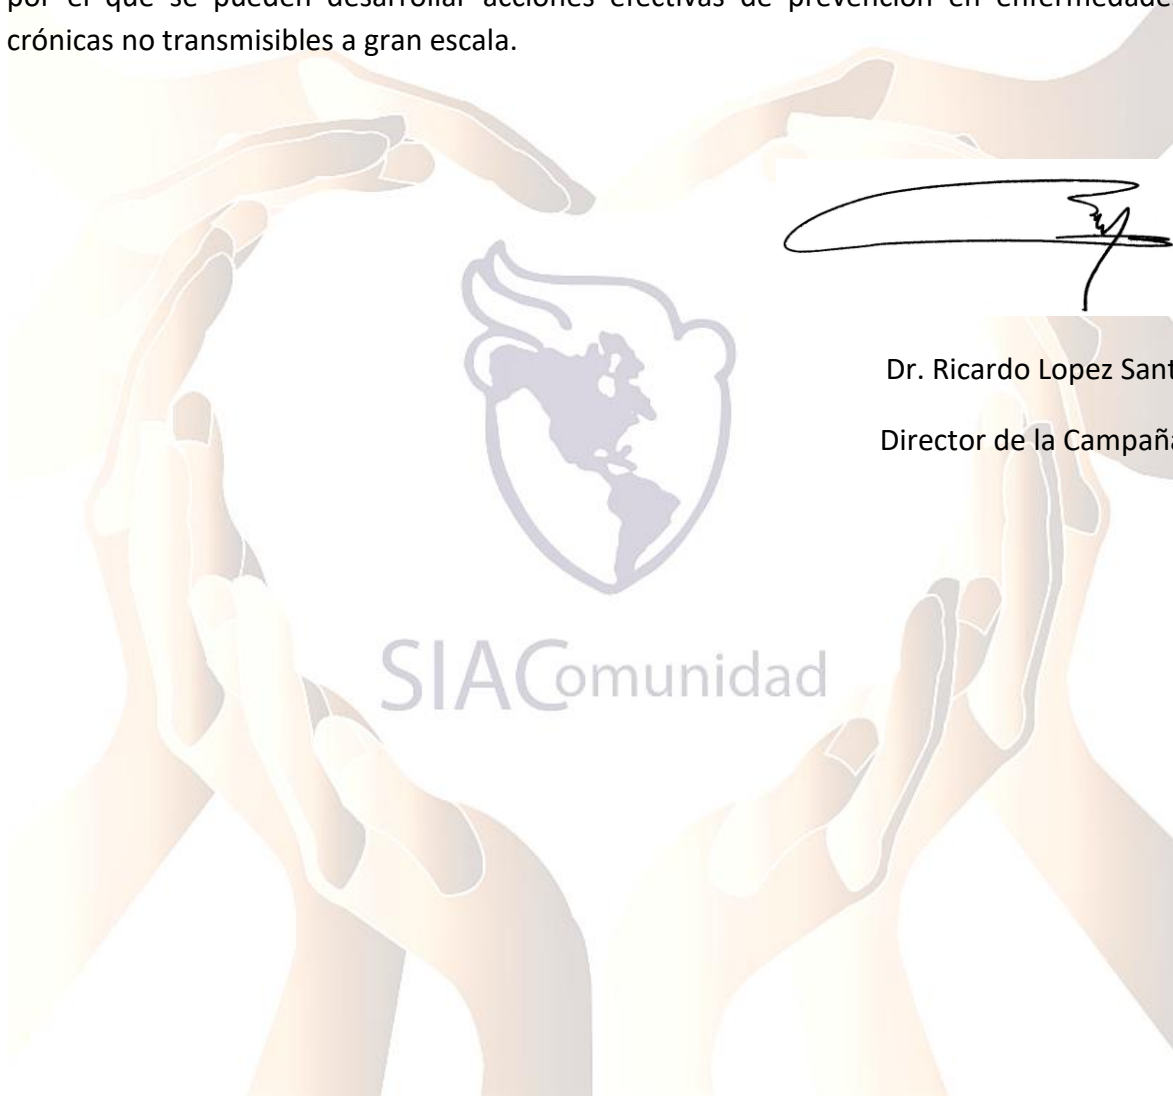 por el que se pueden desarrollar acciones efectivas de prevención en enfermedade
crónicas no transmisibles a gran escala.
Dr. Ricardo Lopez Sant
Director de la Campaña
SIAComunidad